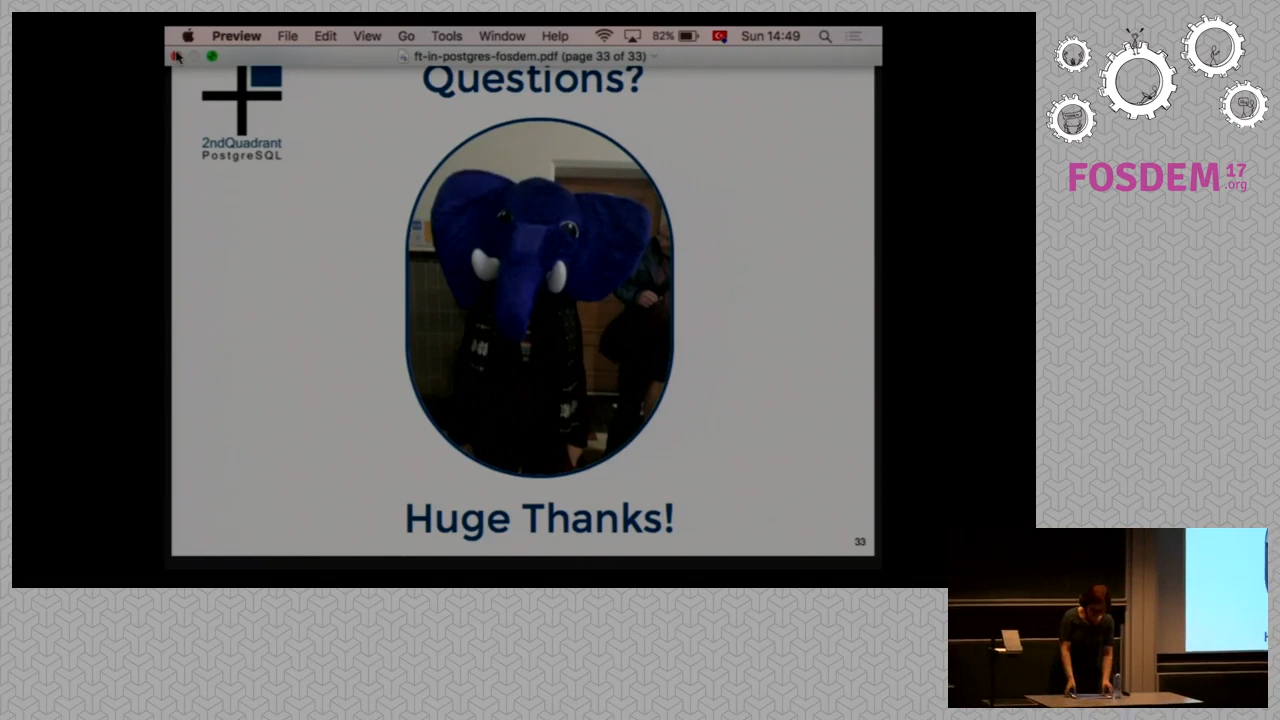 Preview File Edit View Go Tools Window Help 82% Sun 14:49
ft-in-postgres-fosdem.pdf (page 33 of 33)
Questions?
2ndQuadrant
PostgreSQL
Huge Thanks!
33
FOSDEM 17
.org